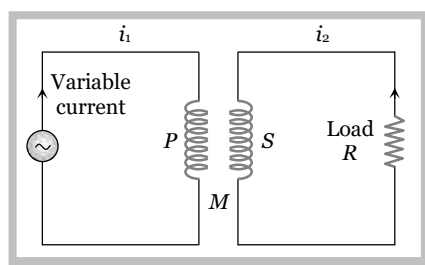 i₁ i₂
Variable
current
P S
Load
R
M